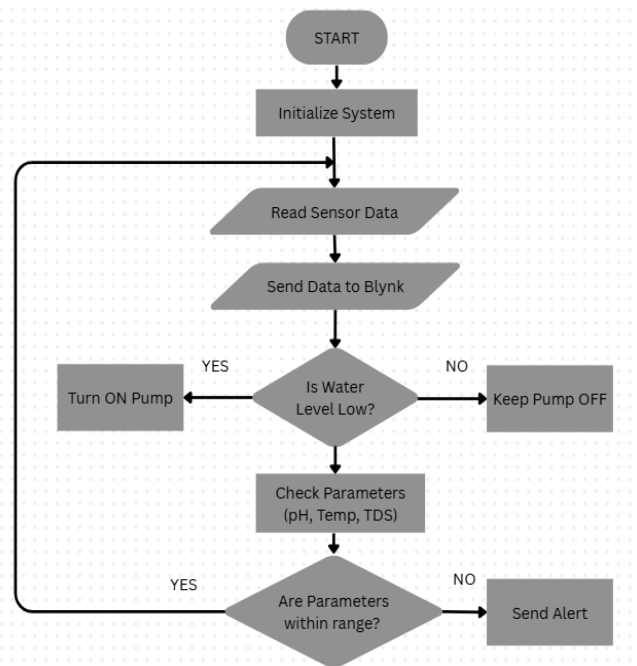 START
Initialize System
Read Sensor Data
Send Data to Blynk
YES
NO
Turn ON Pump
Is Water
Level Low?
Keep Pump OFF
Check Parameters
(pH, Temp, TDS)
YES
NO
Are Parameters
within range?
Send Alert